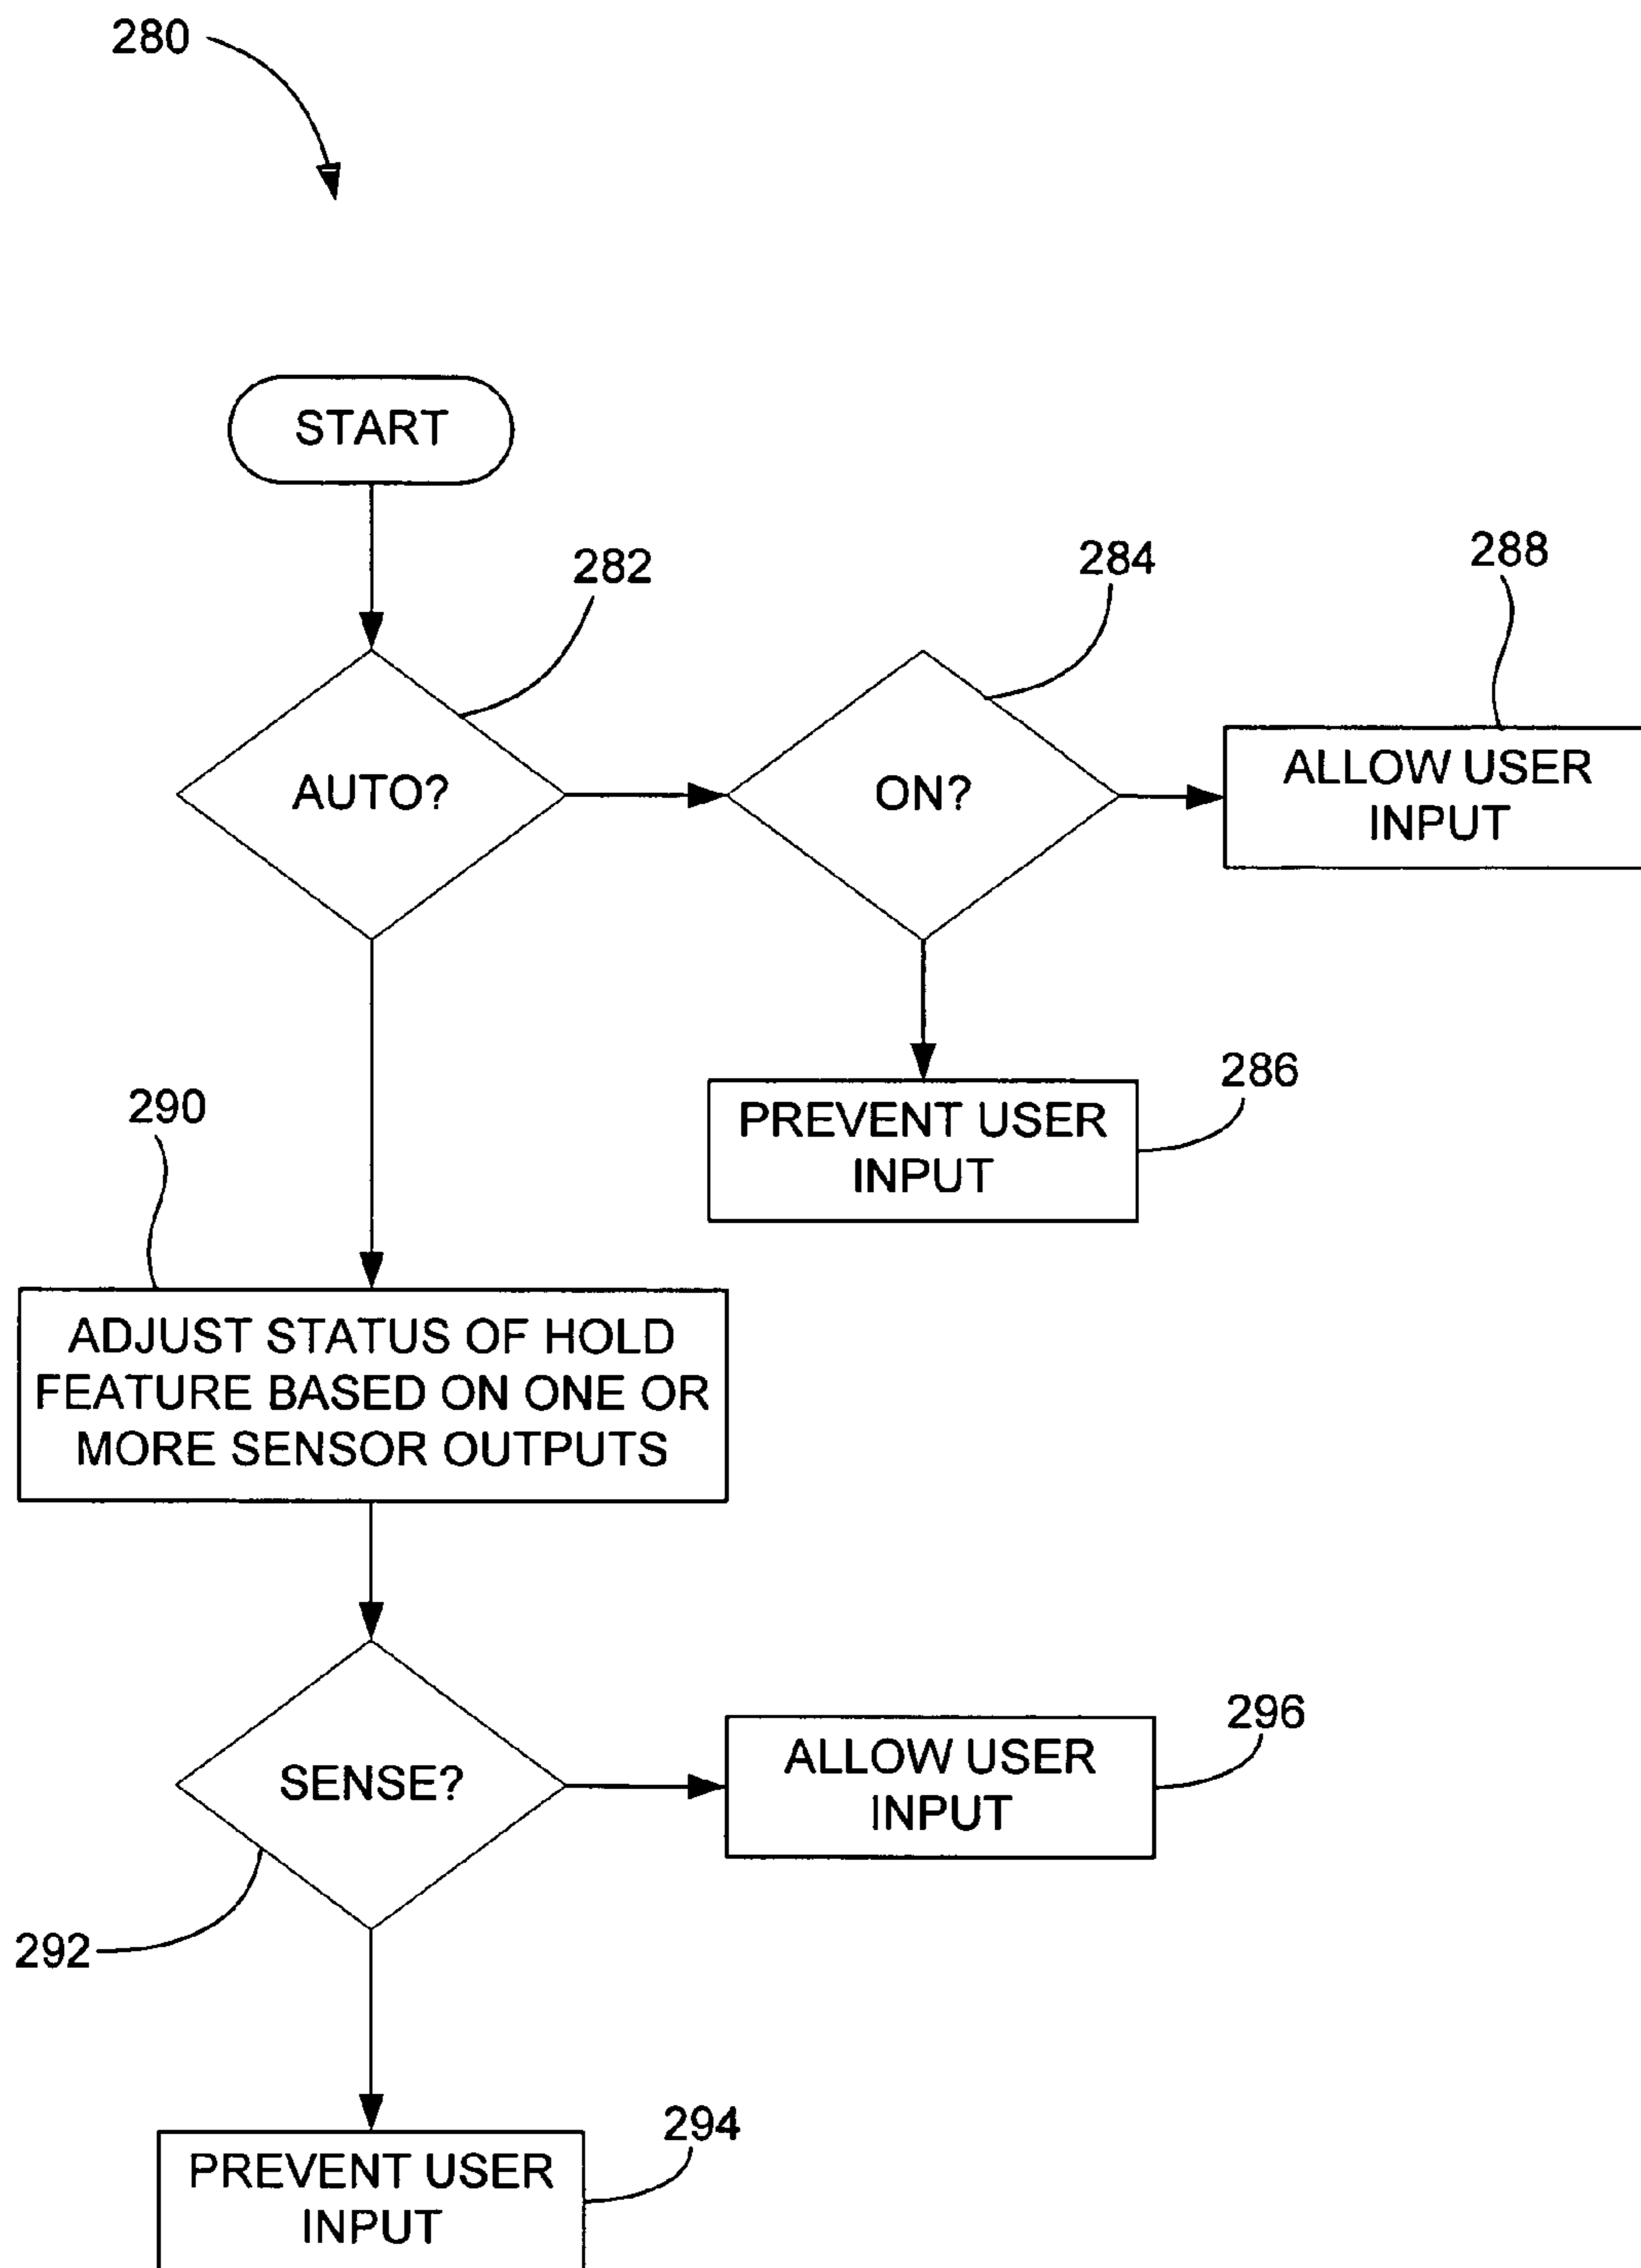 280
START
282
284
288
AUTO?
ON?
ALLOW USER
INPUT
286
PREVENT USER
INPUT
290
ADJUST STATUS OF HOLD
FEATURE BASED ON ONE OR
MORE SENSOR OUTPUTS
296
SENSE?
ALLOW USER
INPUT
292
294
PREVENT USER
INPUT